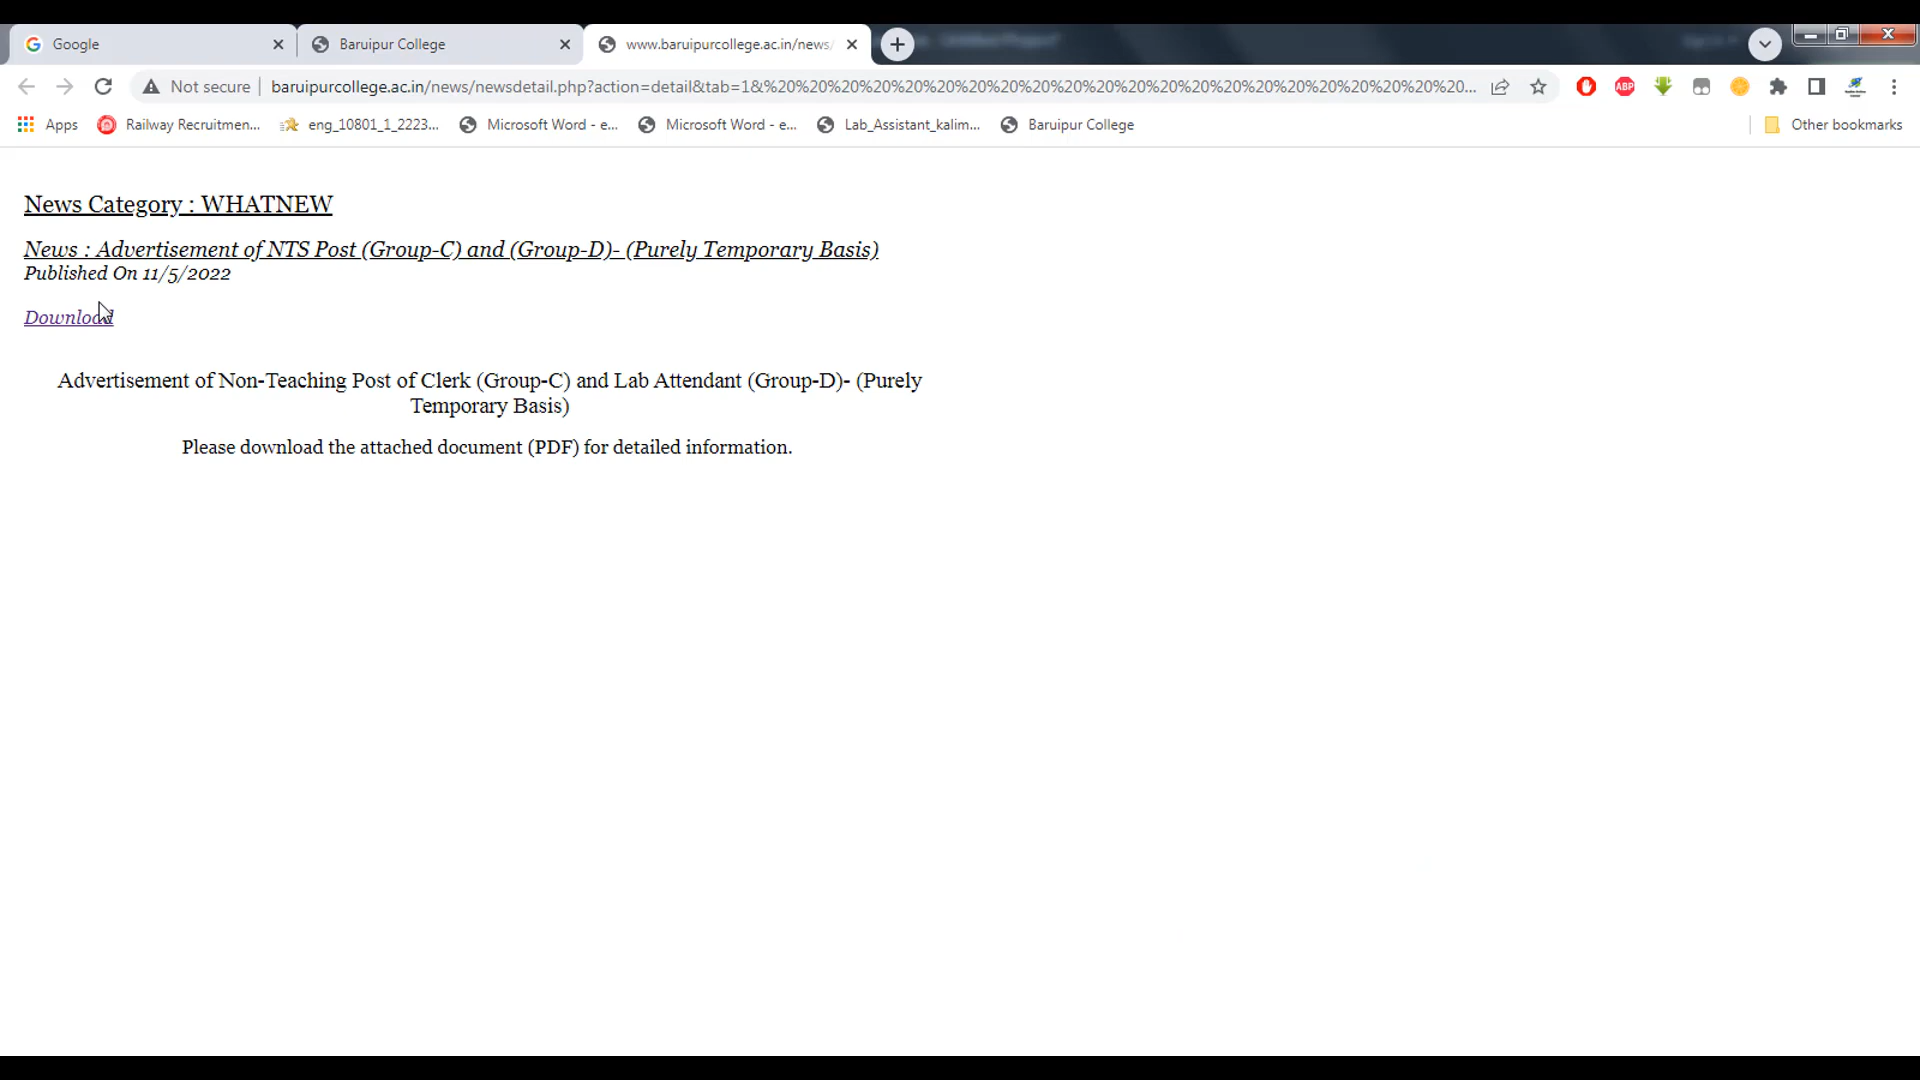 Google
Baruipur College
www.baruipurcollege.ac.in/news/
Not secure
baruipurcollege.ac.in/news/newsdetail.php?action=detail&tab=1&%20%20%20%20%20%20%20%20%20%20%20%20%20%20%20%20%20%20%20%20%20%20...
ABP
Apps
Railway Recruitmen...
eng_10801_1_2223...
Microsoft Word - e...
Microsoft Word - e...
Lab_Assistant_kalim...
Baruipur College
Other bookmarks
News Category : WHATNEW
News : Advertisement of NTS Post (Group-C) and (Group-D)- (Purely Temporary Basis)
Published On 11/5/2022
Download
Advertisement of Non-Teaching Post of Clerk (Group-C) and Lab Attendant (Group-D)- (Purely
Temporary Basis)
Please download the attached document (PDF) for detailed information.